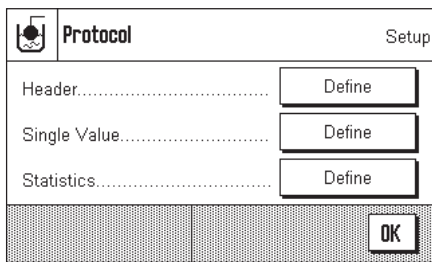 Protocol Setup
Header................................. Define
Single Value........................... Define
Statistics.............................. Define
OK